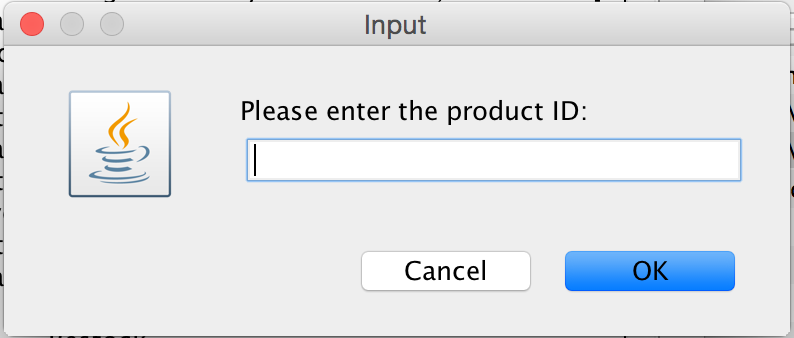 Input
Please enter the product ID:
Cancel
OK